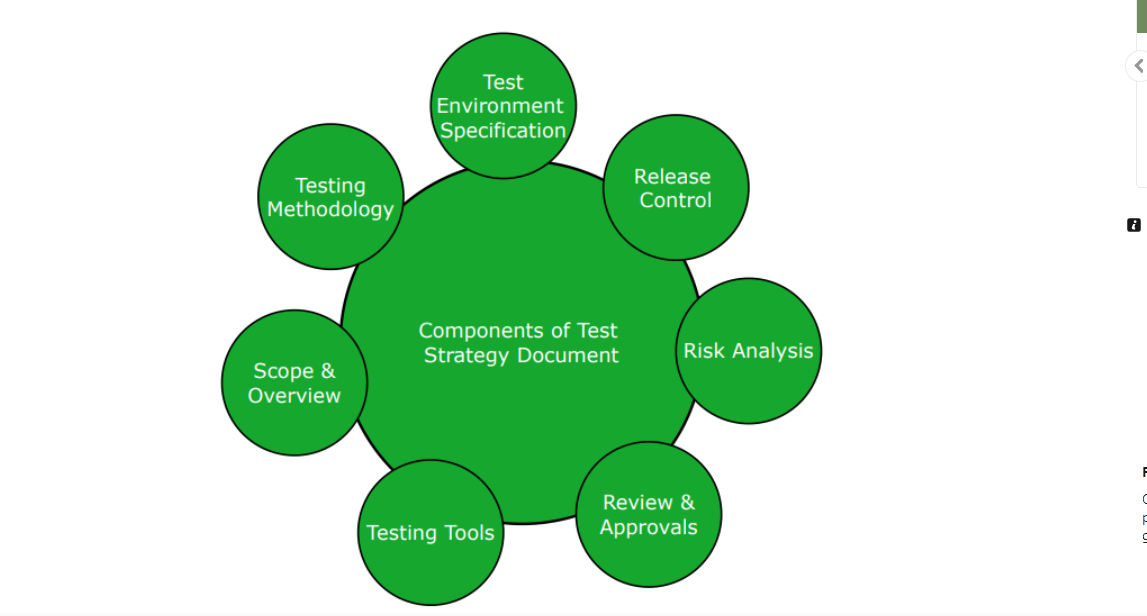 Test
Environment
Specification
Release
Control
Testing
Methodology
Components of Test
Strategy Document
Risk Analysis
Scope &
Overview
Review &
Approvals
Testing Tools